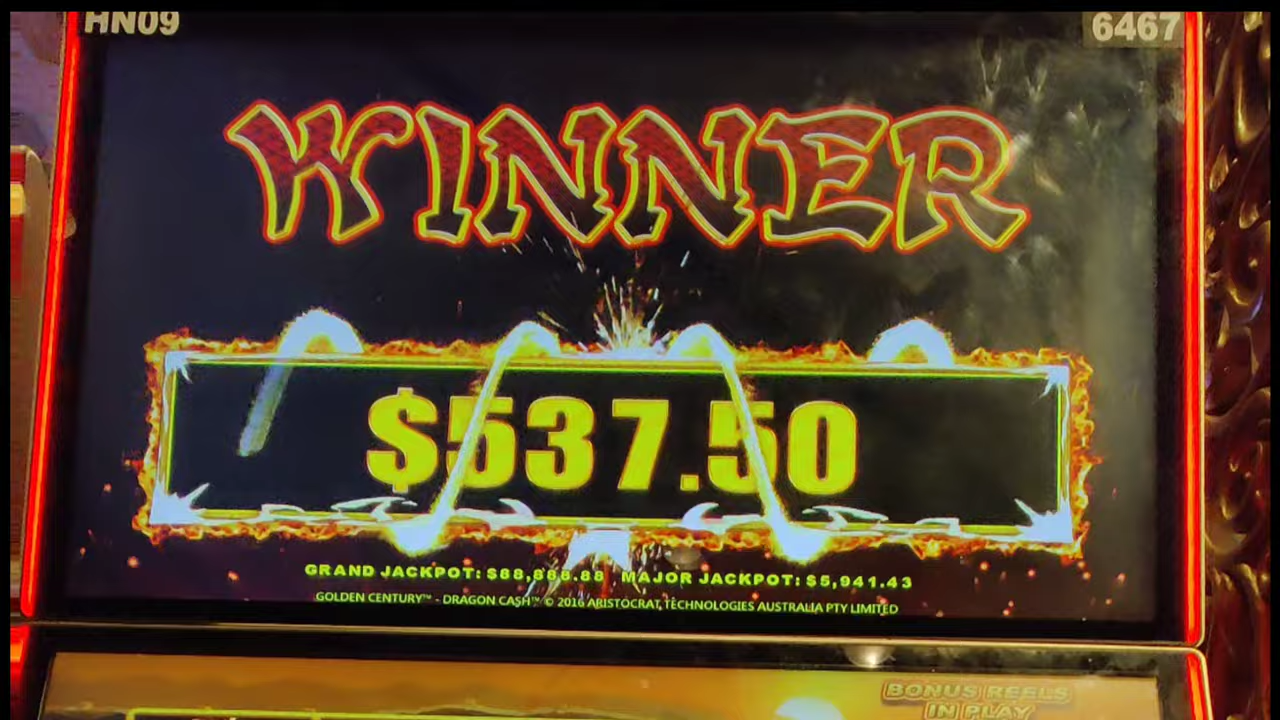 HN09
6467
WINNER
$537.50
GRAND JACKPOT: $88,888.88 MAJOR JACKPOT: $5,941.43
GOLDEN CENTURY™ - DRAGON CASH™ © 2016 ARISTOCRAT TECHNOLOGIES AUSTRALIA PTY LIMITED
BONUS REELS
IN PLAY